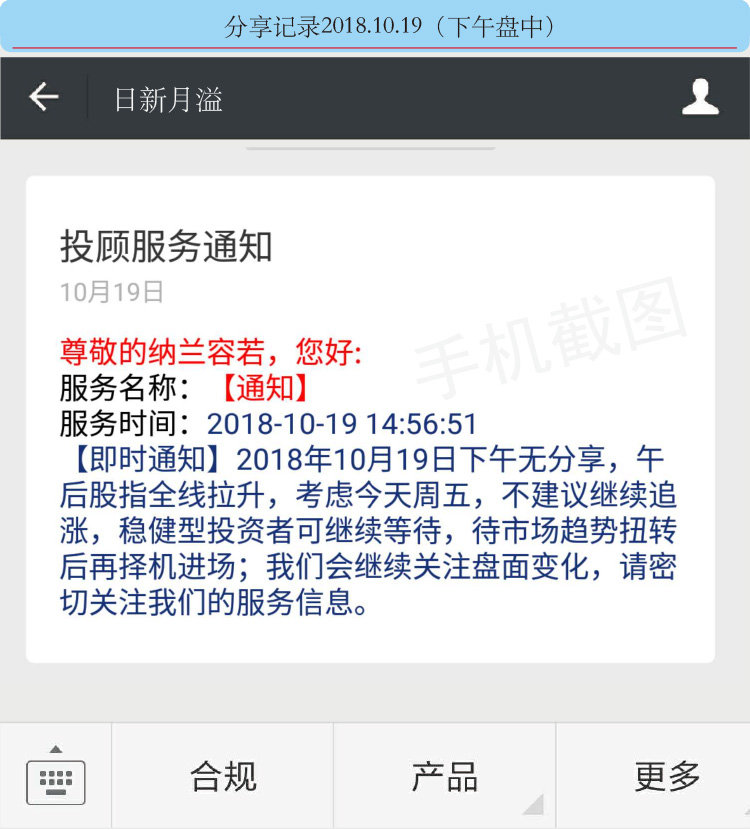 分享记录2018.10.19（下午盘中）
日新月溢
投顾服务通知
10月19日
手机截图
尊敬的纳兰容若，您好:
服务名称：【通知】
服务时间：2018-10-19 14:56:51
【即时通知】2018年10月19日下午无分享，午
后股指全线拉升，考虑今天周五，不建议继续追
涨，稳健型投资者可继续等待，待市场趋势扭转
后再择机进场；我们会继续关注盘面变化，请密
切关注我们的服务信息。
合规
产品
更多